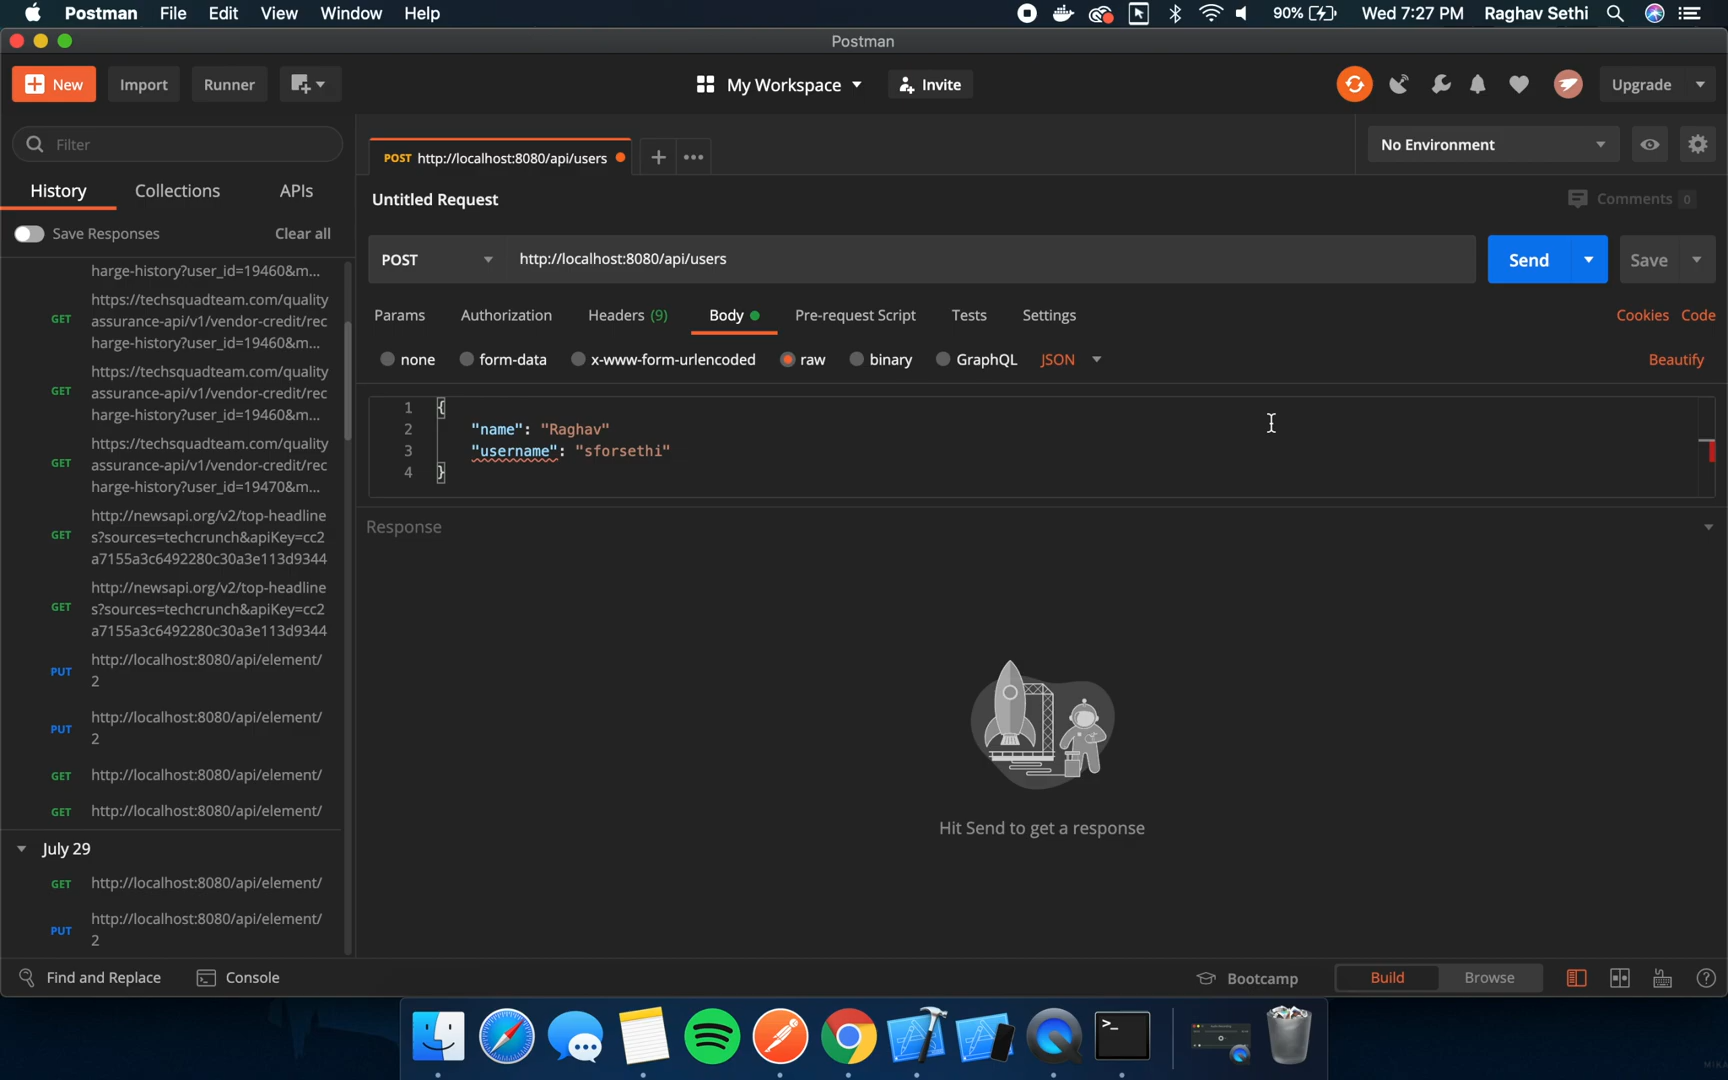 Postman File Edit View Window Help 90% Wed 7:27 PM Raghav Sethi
Postman
New Import Runner My Workspace Invite Upgrade
Filter
History Collections APIs
Save Responses Clear all
harge-history?user_id=19460&m...
GET https://techsquadteam.com/quality
assurance-api/v1/vendor-credit/rec
harge-history?user_id=19460&m...
GET https://techsquadteam.com/quality
assurance-api/v1/vendor-credit/rec
harge-history?user_id=19460&m...
GET https://techsquadteam.com/quality
assurance-api/v1/vendor-credit/rec
harge-history?user_id=19470&m...
GET http://newsapi.org/v2/top-headline
s?sources=techcrunch&apiKey=cc2
a7155a3c6492280c30a3e113d9344
GET http://newsapi.org/v2/top-headline
s?sources=techcrunch&apiKey=cc2
a7155a3c6492280c30a3e113d9344
PUT http://localhost:8080/api/element/
2
PUT http://localhost:8080/api/element/
2
GET http://localhost:8080/api/element/
GET http://localhost:8080/api/element/
July 29
GET http://localhost:8080/api/element/
PUT http://localhost:8080/api/element/
2
POST http://localhost:8080/api/users
No Environment
Untitled Request
Comments 0
POST http://localhost:8080/api/users Send Save
Params Authorization Headers (9) Body Pre-request Script Tests Settings Cookies Code
none form-data x-www-form-urlencoded raw binary GraphQL JSON Beautify
1 {
2 "name": "Raghav"
3 "username": "sforsethi"
4 }
Response
Hit Send to get a response
Find and Replace Console Bootcamp Build Browse